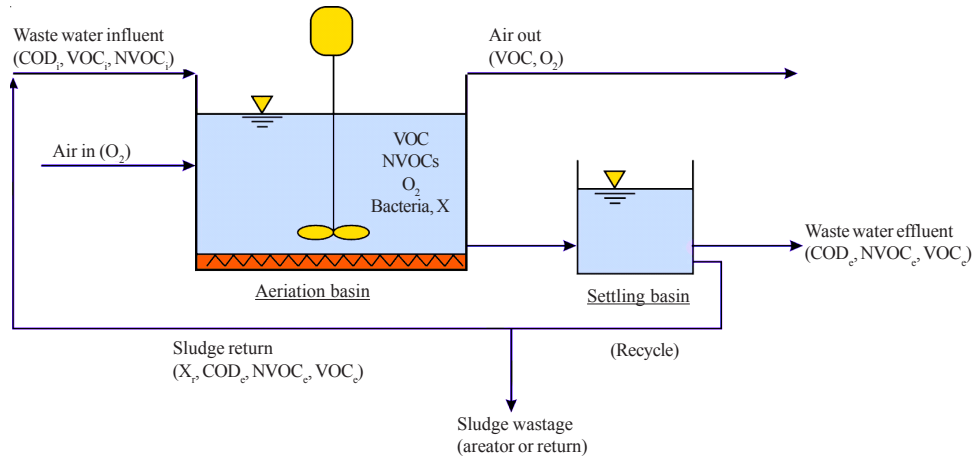 Waste water influent
(CODi, VOCi, NVOCi)
Air out
(VOC, O2)
Air in (O2)
VOC
NVOCs
O2
Bacteria, X
Waste water effluent
(CODe, NVOCe, VOCe)
Aeriation basin
Settling basin
Sludge return
(Xr, CODe, NVOCe, VOCe)
(Recycle)
Sludge wastage
(areator or return)